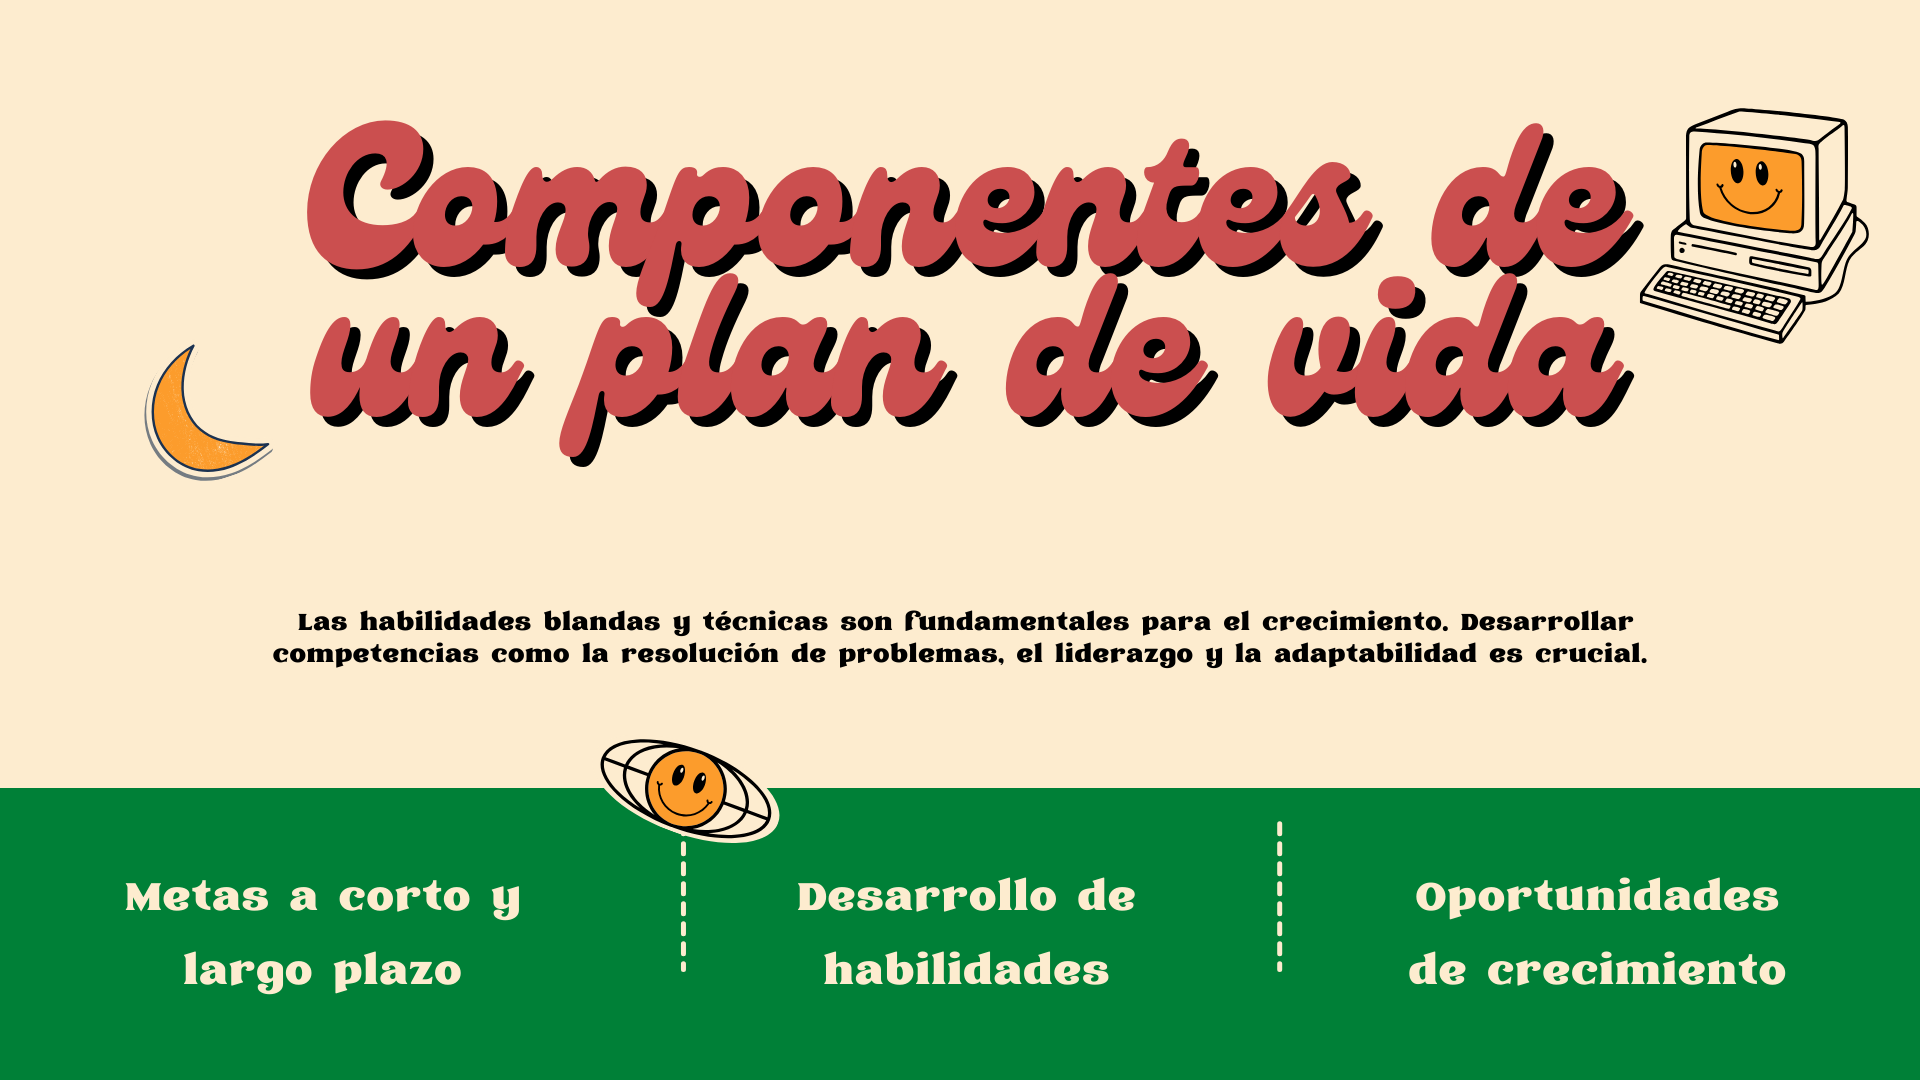 Componentes de
un plan de vida
Las habilidades blandas y técnicas son fundamentales para el crecimiento. Desarrollar
competencias como la resolución de problemas, el liderazgo y la adaptabilidad es crucial.
Metas a corto y
largo plazo
Desarrollo de
habilidades
Oportunidades
de crecimiento